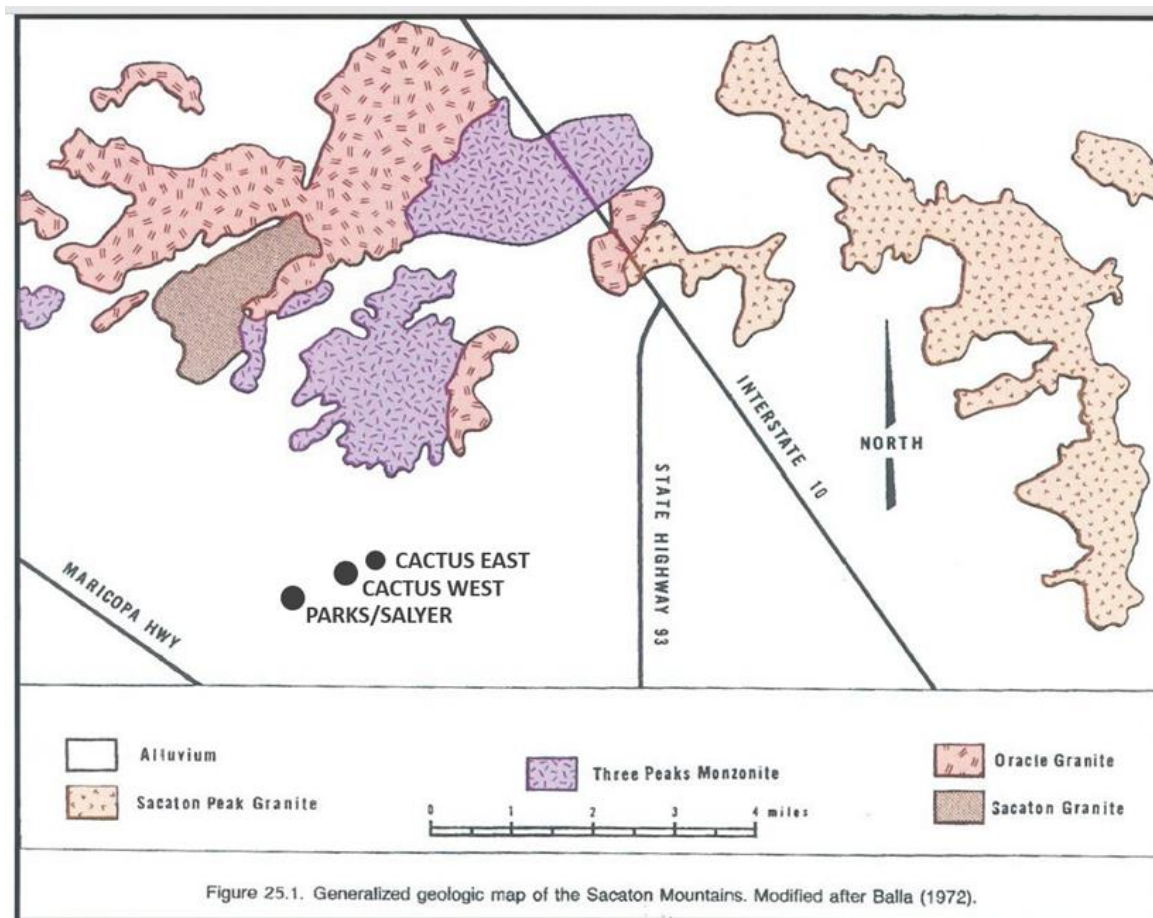 INTERSTATE 10
NORTH
STATE HIGHWAY 93
CACTUS EAST
CACTUS WEST
PARKS/SALYER
MARICOPA HWY
Alluvium
Three Peaks Monzonite
Oracle Granite
Sacaton Peak Granite
Sacaton Granite
0 1 2 3 4 miles
Figure 25.1. Generalized geologic map of the Sacaton Mountains. Modified after Balla (1972).